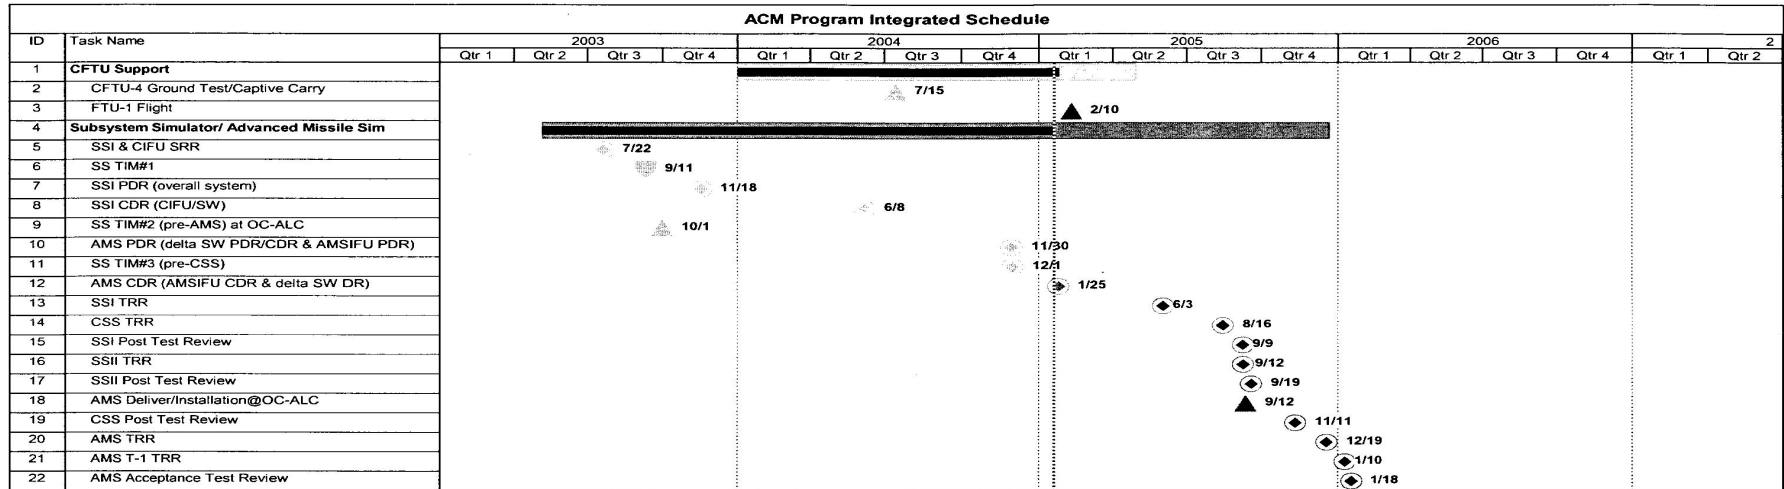 ACM Program Integrated Schedule
ID Task Name 2003 2004 2005 2006 2
Qtr 1 Qtr 2 Qtr 3 Qtr 4 Qtr 1 Qtr 2 Qtr 3 Qtr 4 Qtr 1 Qtr 2 Qtr 3 Qtr 4 Qtr 1 Qtr 2 Qtr 3 Qtr 4 Qtr 1 Qtr 2
1 CFTU Support
2 CFTU-4 Ground Test/Captive Carry 7/15
3 FTU-1 Flight 2/10
4 Subsystem Simulator/ Advanced Missile Sim
5 SSI & CIFU SRR 7/22
6 SS TIM#1 9/11
7 SSI PDR (overall system) 11/18
8 SSI CDR (CIFU/SW) 6/8
9 SS TIM#2 (pre-AMS) at OC-ALC 10/1
10 AMS PDR (delta SW PDR/CDR & AMSIFU PDR) 11/30
11 SS TIM#3 (pre-CSS) 12/1
12 AMS CDR (AMSIFU CDR & delta SW DR) 1/25
13 SSI TRR 6/3
14 CSS TRR 8/16
15 SSI Post Test Review 9/9
16 SSII TRR 9/12
17 SSII Post Test Review 9/19
18 AMS Deliver/Installation@OC-ALC 9/12
19 CSS Post Test Review 11/11
20 AMS TRR 12/19
21 AMS T-1 TRR 1/10
22 AMS Acceptance Test Review 1/18